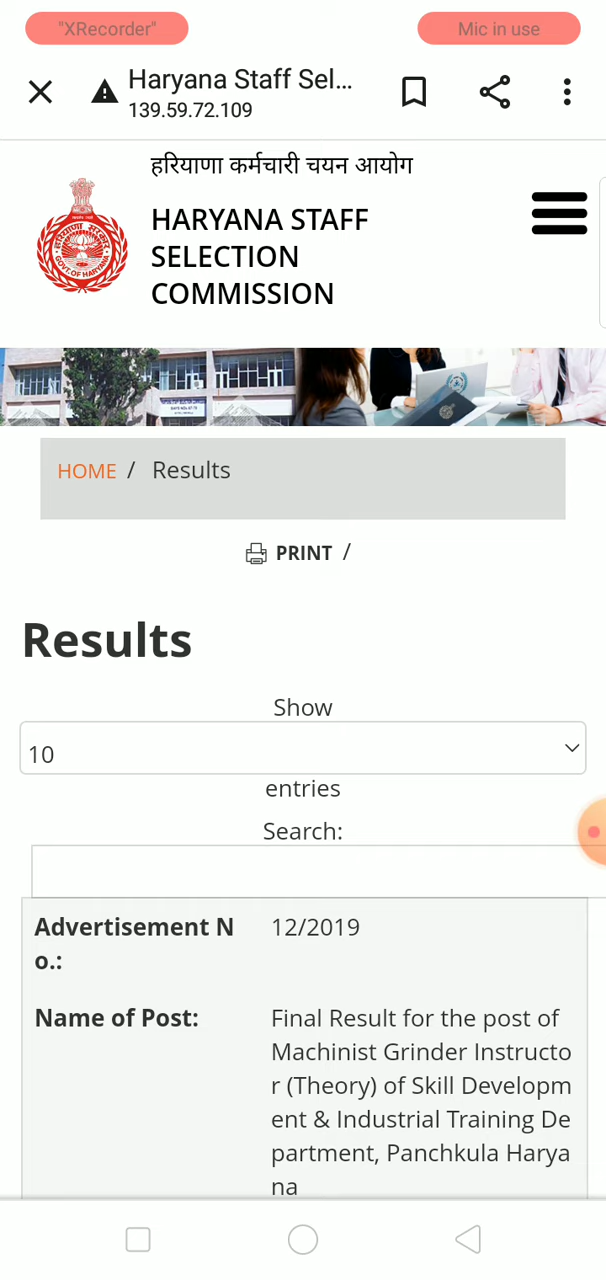 "XRecorder"
Mic in use
Haryana Staff Sel...
139.59.72.109
हरियाणा कर्मचारी चयन आयोग
HARYANA STAFF
SELECTION
COMMISSION
HOME / Results
PRINT /
Results
Show
10
entries
Search:
Advertisement N
o.:
12/2019
Name of Post:
Final Result for the post of
Machinist Grinder Instructo
r (Theory) of Skill Developm
ent & Industrial Training De
partment, Panchkula Harya
na